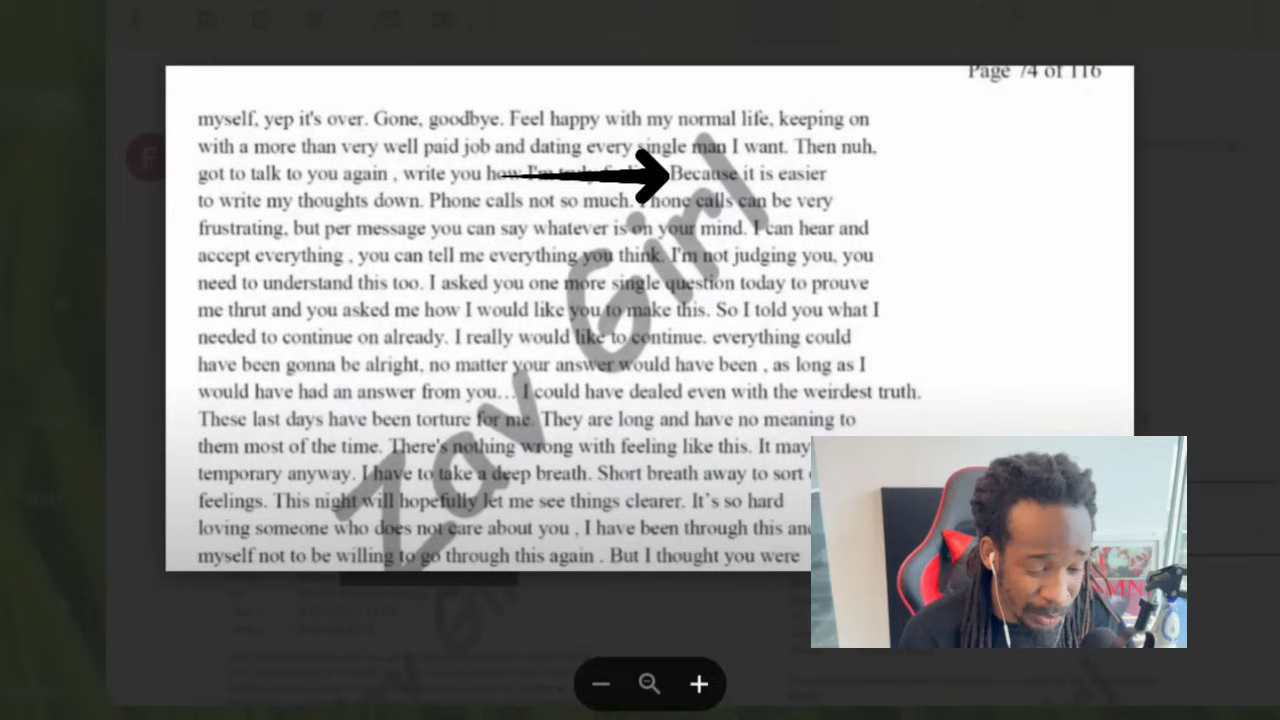 Page 74 of 116
myself, yep it's over. Gone, goodbye. Feel happy with my normal life, keeping on
with a more than very well paid job and dating every single man I want. Then nuh,
got to talk to you again , write you how I'm Because it is easier
to write my thoughts down. Phone calls not so much. Phone calls can be very
frustrating, but per message you can say whatever is on your mind. I can hear and
accept everything , you can tell me everything you think. I'm not judging you, you
need to understand this too. I asked you one more single question today to prouve
me thrut and you asked me how I would like you to make this. So I told you what I
needed to continue on already. I really would like to continue. everything could
have been gonna be alright, no matter your answer would have been , as long as I
would have had an answer from you… I could have dealed even with the weirdest truth.
These last days have been torture for me. They are long and have no meaning to
them most of the time. There's nothing wrong with feeling like this. It may
temporary anyway. I have to take a deep breath. Short breath away to sort
feelings. This night will hopefully let me see things clearer. It's so hard
loving someone who does not care about you , I have been through this and
myself not to be willing to go through this again . But I thought you were
Zav Girl